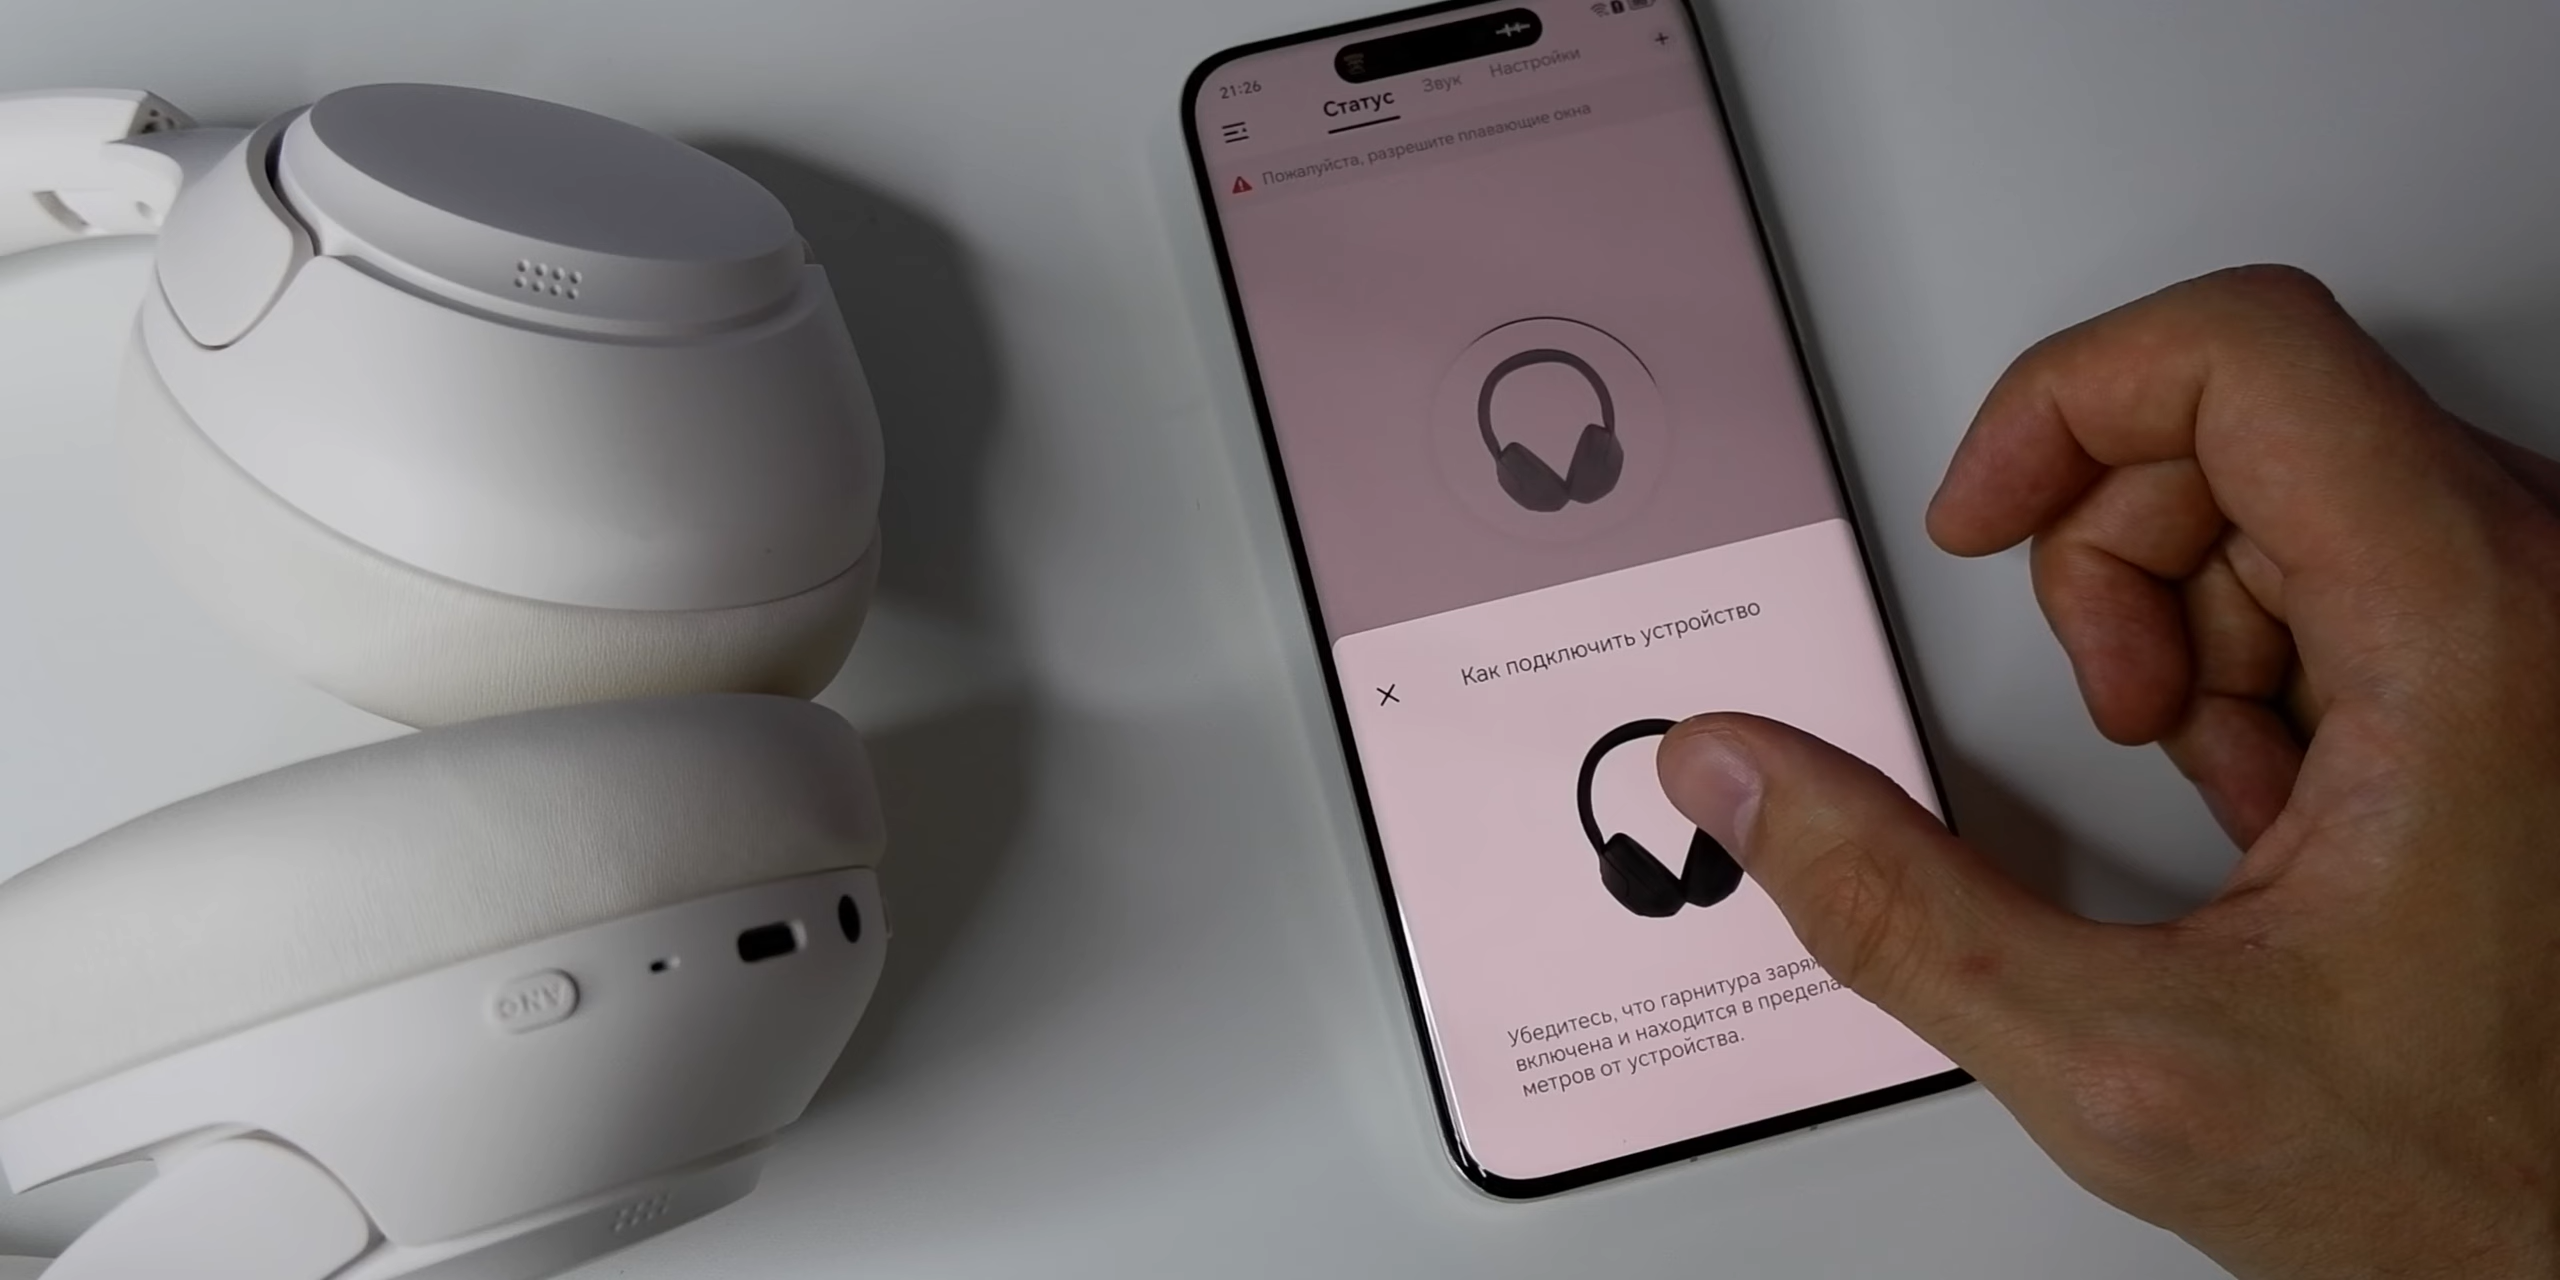 21:26
Статус Звук Настройки
Пожалуйста, разрешите плавающие окна
Как подключить устройство
Убедитесь, что гарнитура
включена и находится в
метров от устройства.
ANC